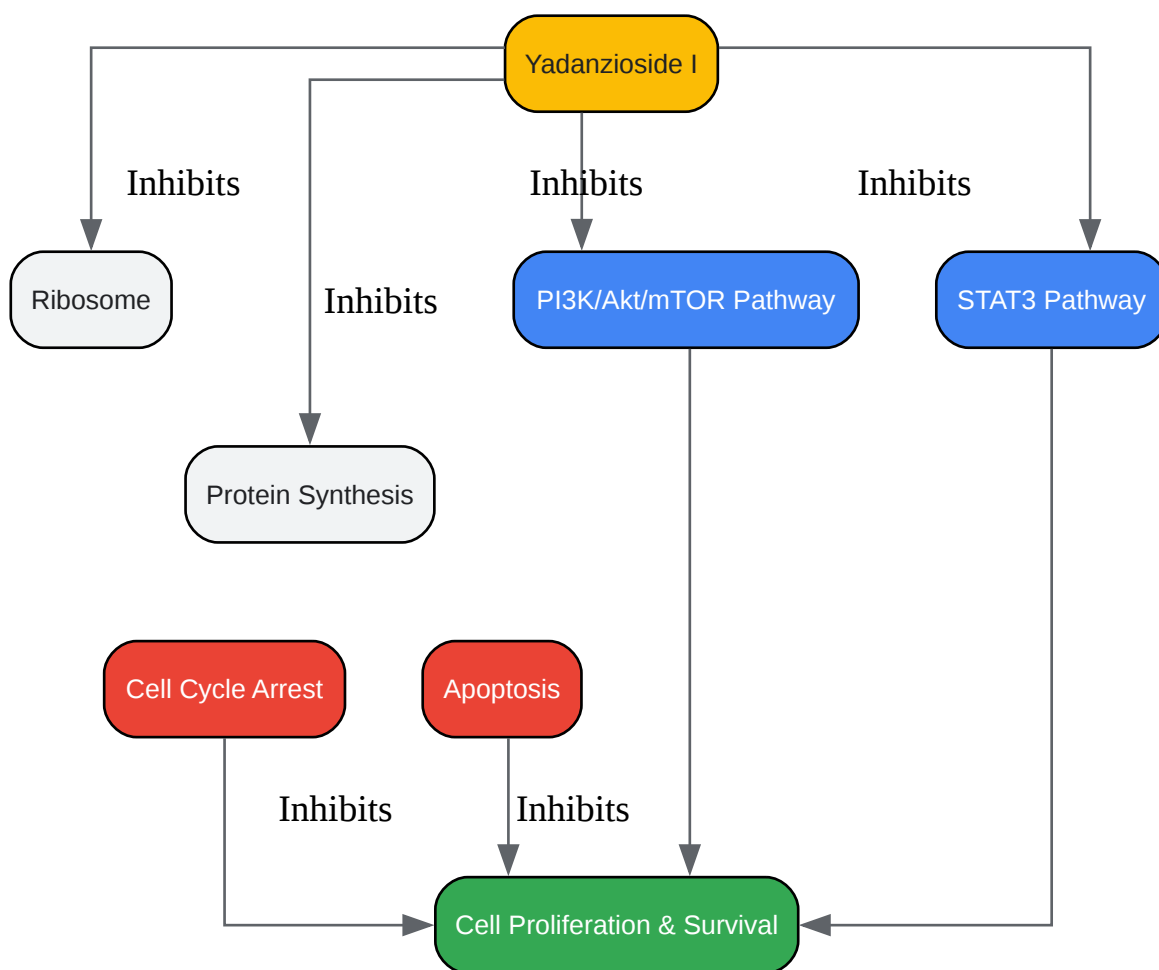 Yadanzioside I
Inhibits
Inhibits
Inhibits
Ribosome
PI3K/Akt/mTOR Pathway
STAT3 Pathway
Inhibits
Protein Synthesis
Cell Cycle Arrest
Apoptosis
Inhibits
Inhibits
Cell Proliferation & Survival